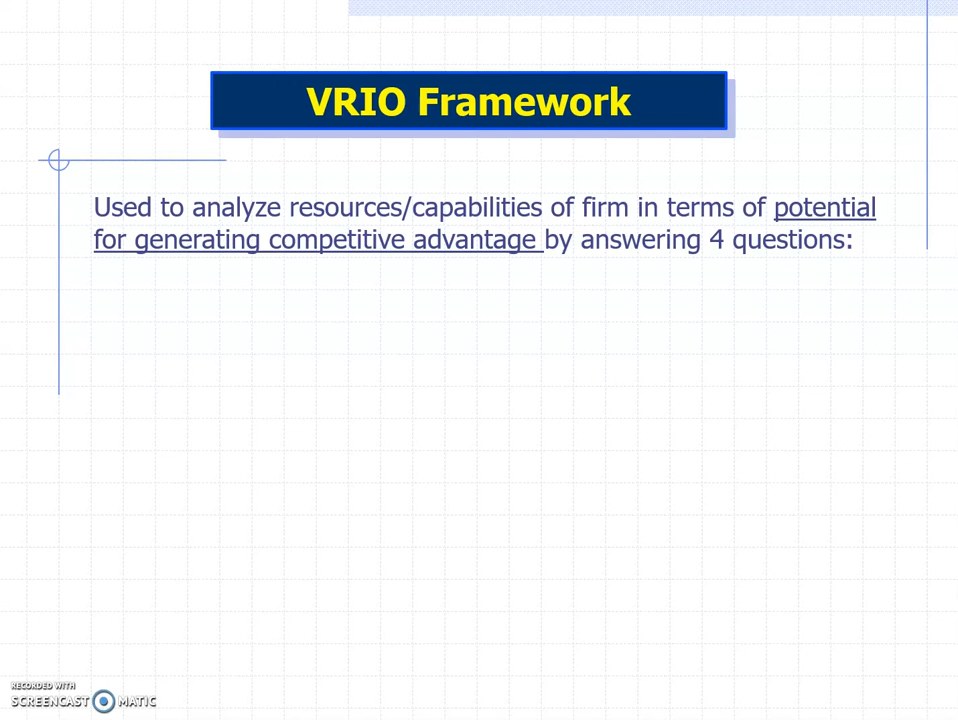 VRIO Framework
Used to analyze resources/capabilities of firm in terms of potential
for generating competitive advantage by answering 4 questions:
RECORDED WITH
SCREENCAST MATIC